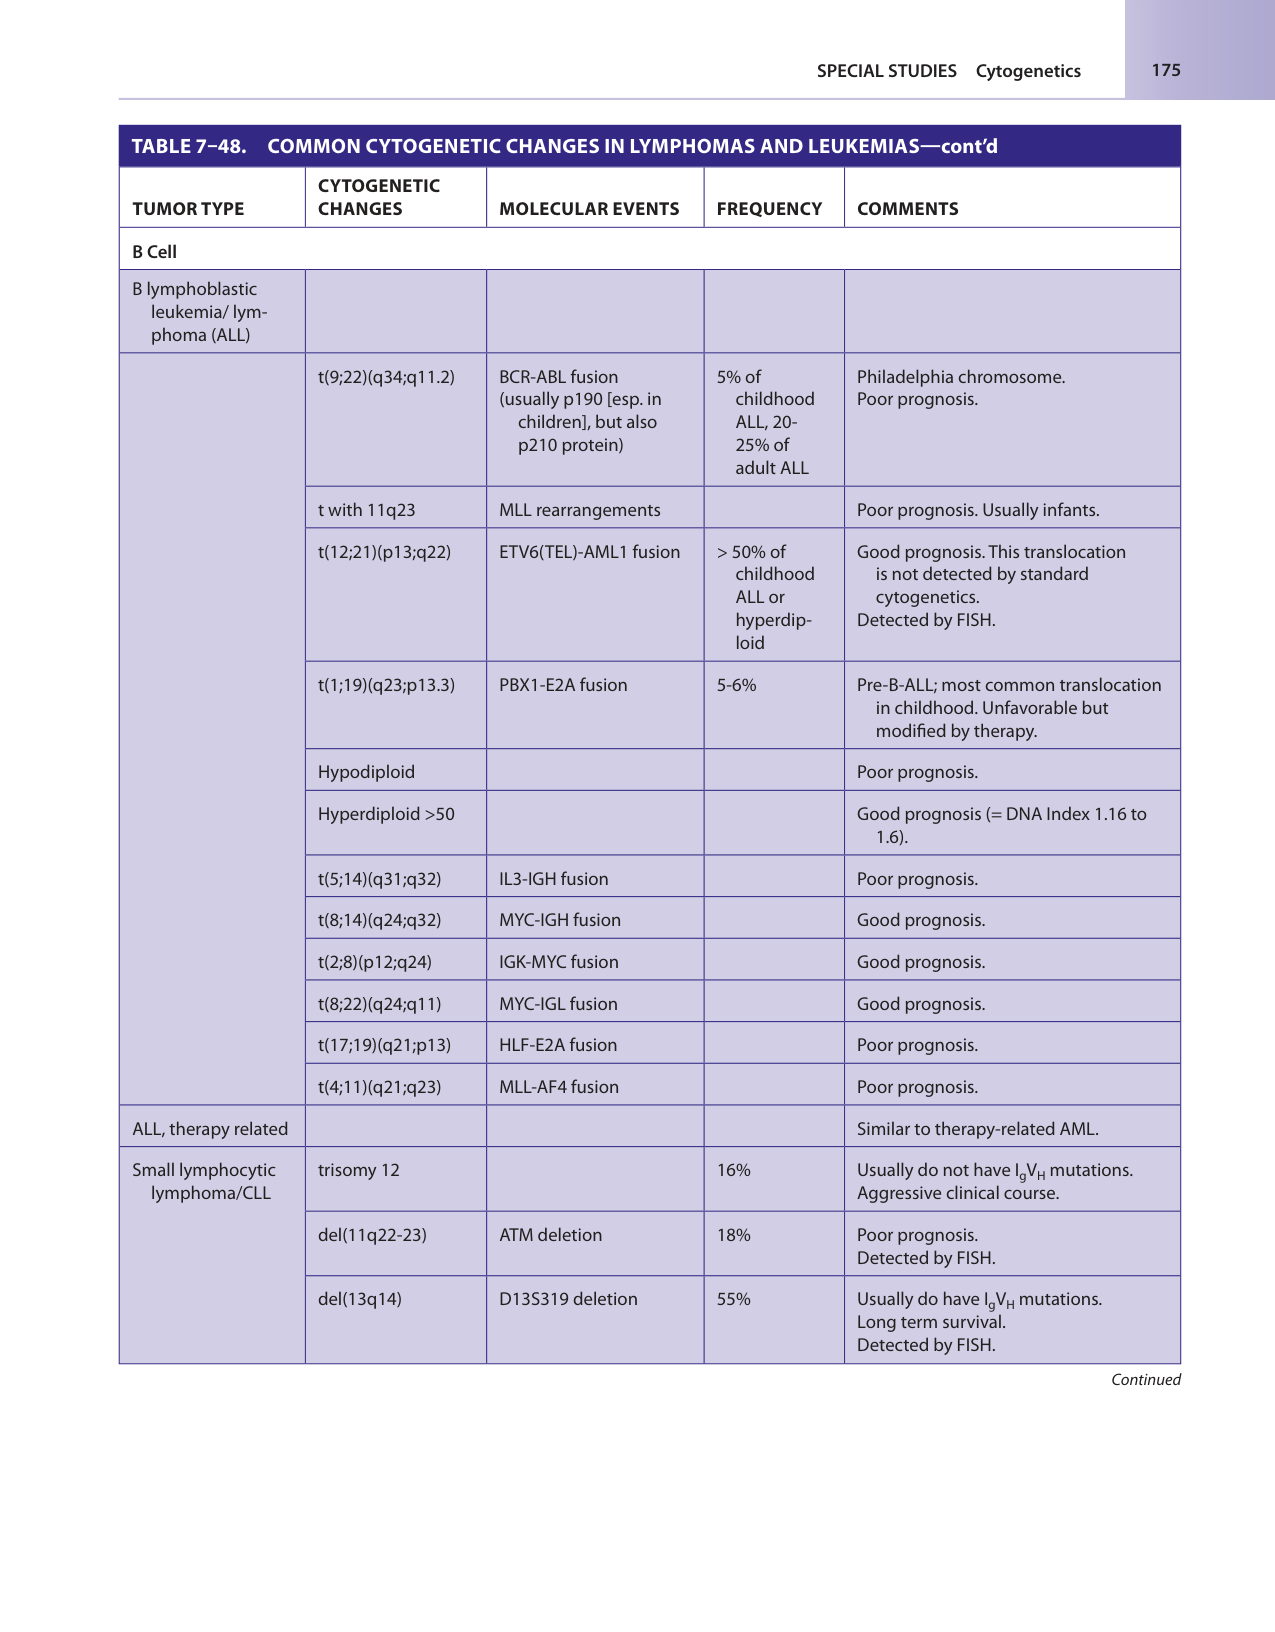 SPECIAL STUDIES Cytogenetics 175
TABLE 7–48. COMMON CYTOGENETIC CHANGES IN LYMPHOMAS AND LEUKEMIAS—cont’d
TUMOR TYPE
CYTOGENETIC
CHANGES
MOLECULAR EVENTS
FREQUENCY
COMMENTS
B Cell
B lymphoblastic
leukemia/ lym-
phoma (ALL)
t(9;22)(q34;q11.2)
BCR-ABL fusion
(usually p190 [esp. in
children], but also
p210 protein)
5% of
childhood
ALL, 20-
25% of
adult ALL
Philadelphia chromosome.
Poor prognosis.
t with 11q23
MLL rearrangements
Poor prognosis. Usually infants.
t(12;21)(p13;q22)
ETV6(TEL)-AML1 fusion
> 50% of
childhood
ALL or
hyperdip-
loid
Good prognosis. This translocation
is not detected by standard
cytogenetics.
Detected by FISH.
t(1;19)(q23;p13.3)
PBX1-E2A fusion
5-6%
Pre-B-ALL; most common translocation
in childhood. Unfavorable but
modified by therapy.
Hypodiploid
Poor prognosis.
Hyperdiploid >50
Good prognosis (= DNA Index 1.16 to
1.6).
t(5;14)(q31;q32)
IL3-IGH fusion
Poor prognosis.
t(8;14)(q24;q32)
MYC-IGH fusion
Good prognosis.
t(2;8)(p12;q24)
IGK-MYC fusion
Good prognosis.
t(8;22)(q24;q11)
MYC-IGL fusion
Good prognosis.
t(17;19)(q21;p13)
HLF-E2A fusion
Poor prognosis.
t(4;11)(q21;q23)
MLL-AF4 fusion
Poor prognosis.
ALL, therapy related
Similar to therapy-related AML.
Small lymphocytic
lymphoma/CLL
trisomy 12
16%
Usually do not have IgVH mutations.
Aggressive clinical course.
del(11q22-23)
ATM deletion
18%
Poor prognosis.
Detected by FISH.
del(13q14)
D13S319 deletion
55%
Usually do have IgVH mutations.
Long term survival.
Detected by FISH.
Continued